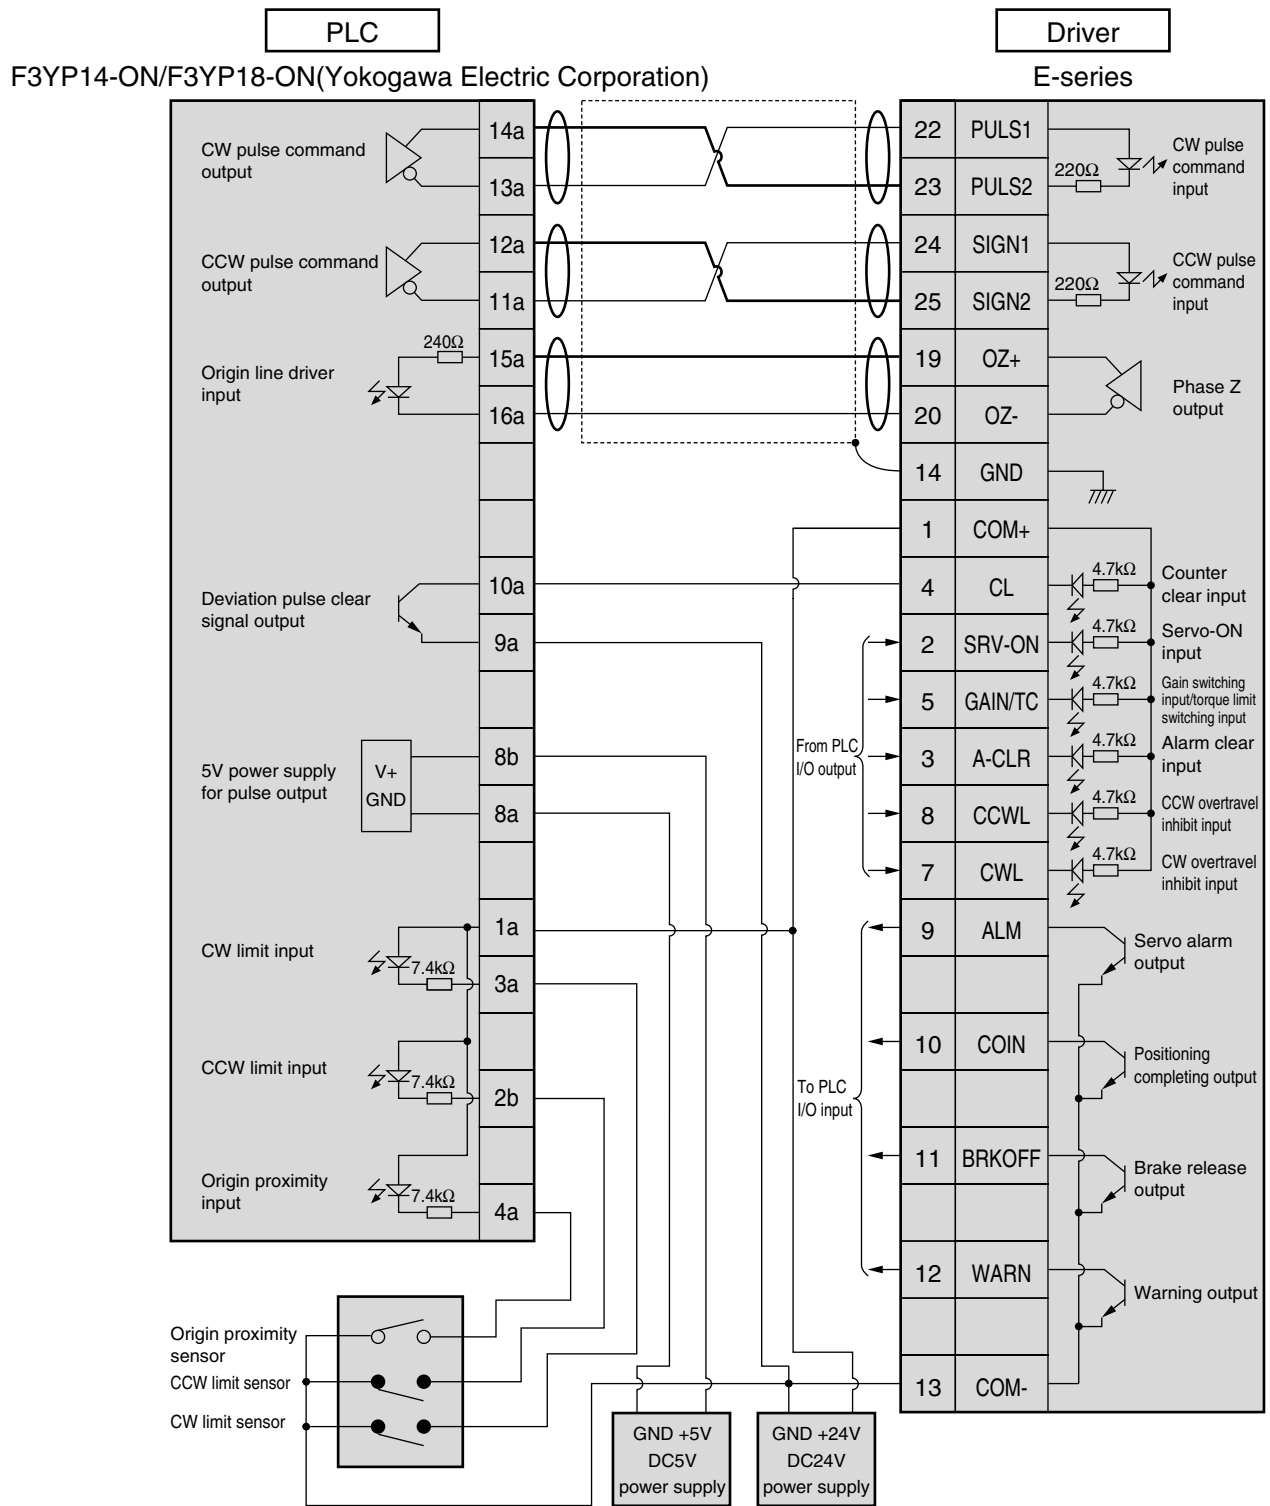 PLC
Driver
F3YP14-ON/F3YP18-ON(Yokogawa Electric Corporation)
E-series
CW pulse command
output
14a
13a
22 PULS1
23 PULS2
220Ω
CW pulse
command
input
CCW pulse command
output
12a
11a
24 SIGN1
25 SIGN2
220Ω
CCW pulse
command
input
Origin line driver
input
240Ω
15a
16a
19 OZ+
20 OZ-
Phase Z
output
14 GND
1 COM+
Deviation pulse clear
signal output
10a
9a
4 CL
4.7kΩ
Counter
clear input
2 SRV-ON
4.7kΩ
Servo-ON
input
5 GAIN/TC
4.7kΩ
Gain switching
input/torque limit
switching input
From PLC
I/O output
3 A-CLR
4.7kΩ
Alarm clear
input
5V power supply
for pulse output
V+
GND
8b
8a
8 CCWL
4.7kΩ
CCW overtravel
inhibit input
7 CWL
4.7kΩ
CW overtravel
inhibit input
CW limit input
7.4kΩ
1a
3a
9 ALM
Servo alarm
output
CCW limit input
7.4kΩ
2b
10 COIN
Positioning
completing output
To PLC
I/O input
11 BRKOFF
Brake release
output
Origin proximity
input
7.4kΩ
4a
12 WARN
Warning output
13 COM-
Origin proximity
sensor
CCW limit sensor
CW limit sensor
GND +5V
DC5V
power supply
GND +24V
DC24V
power supply